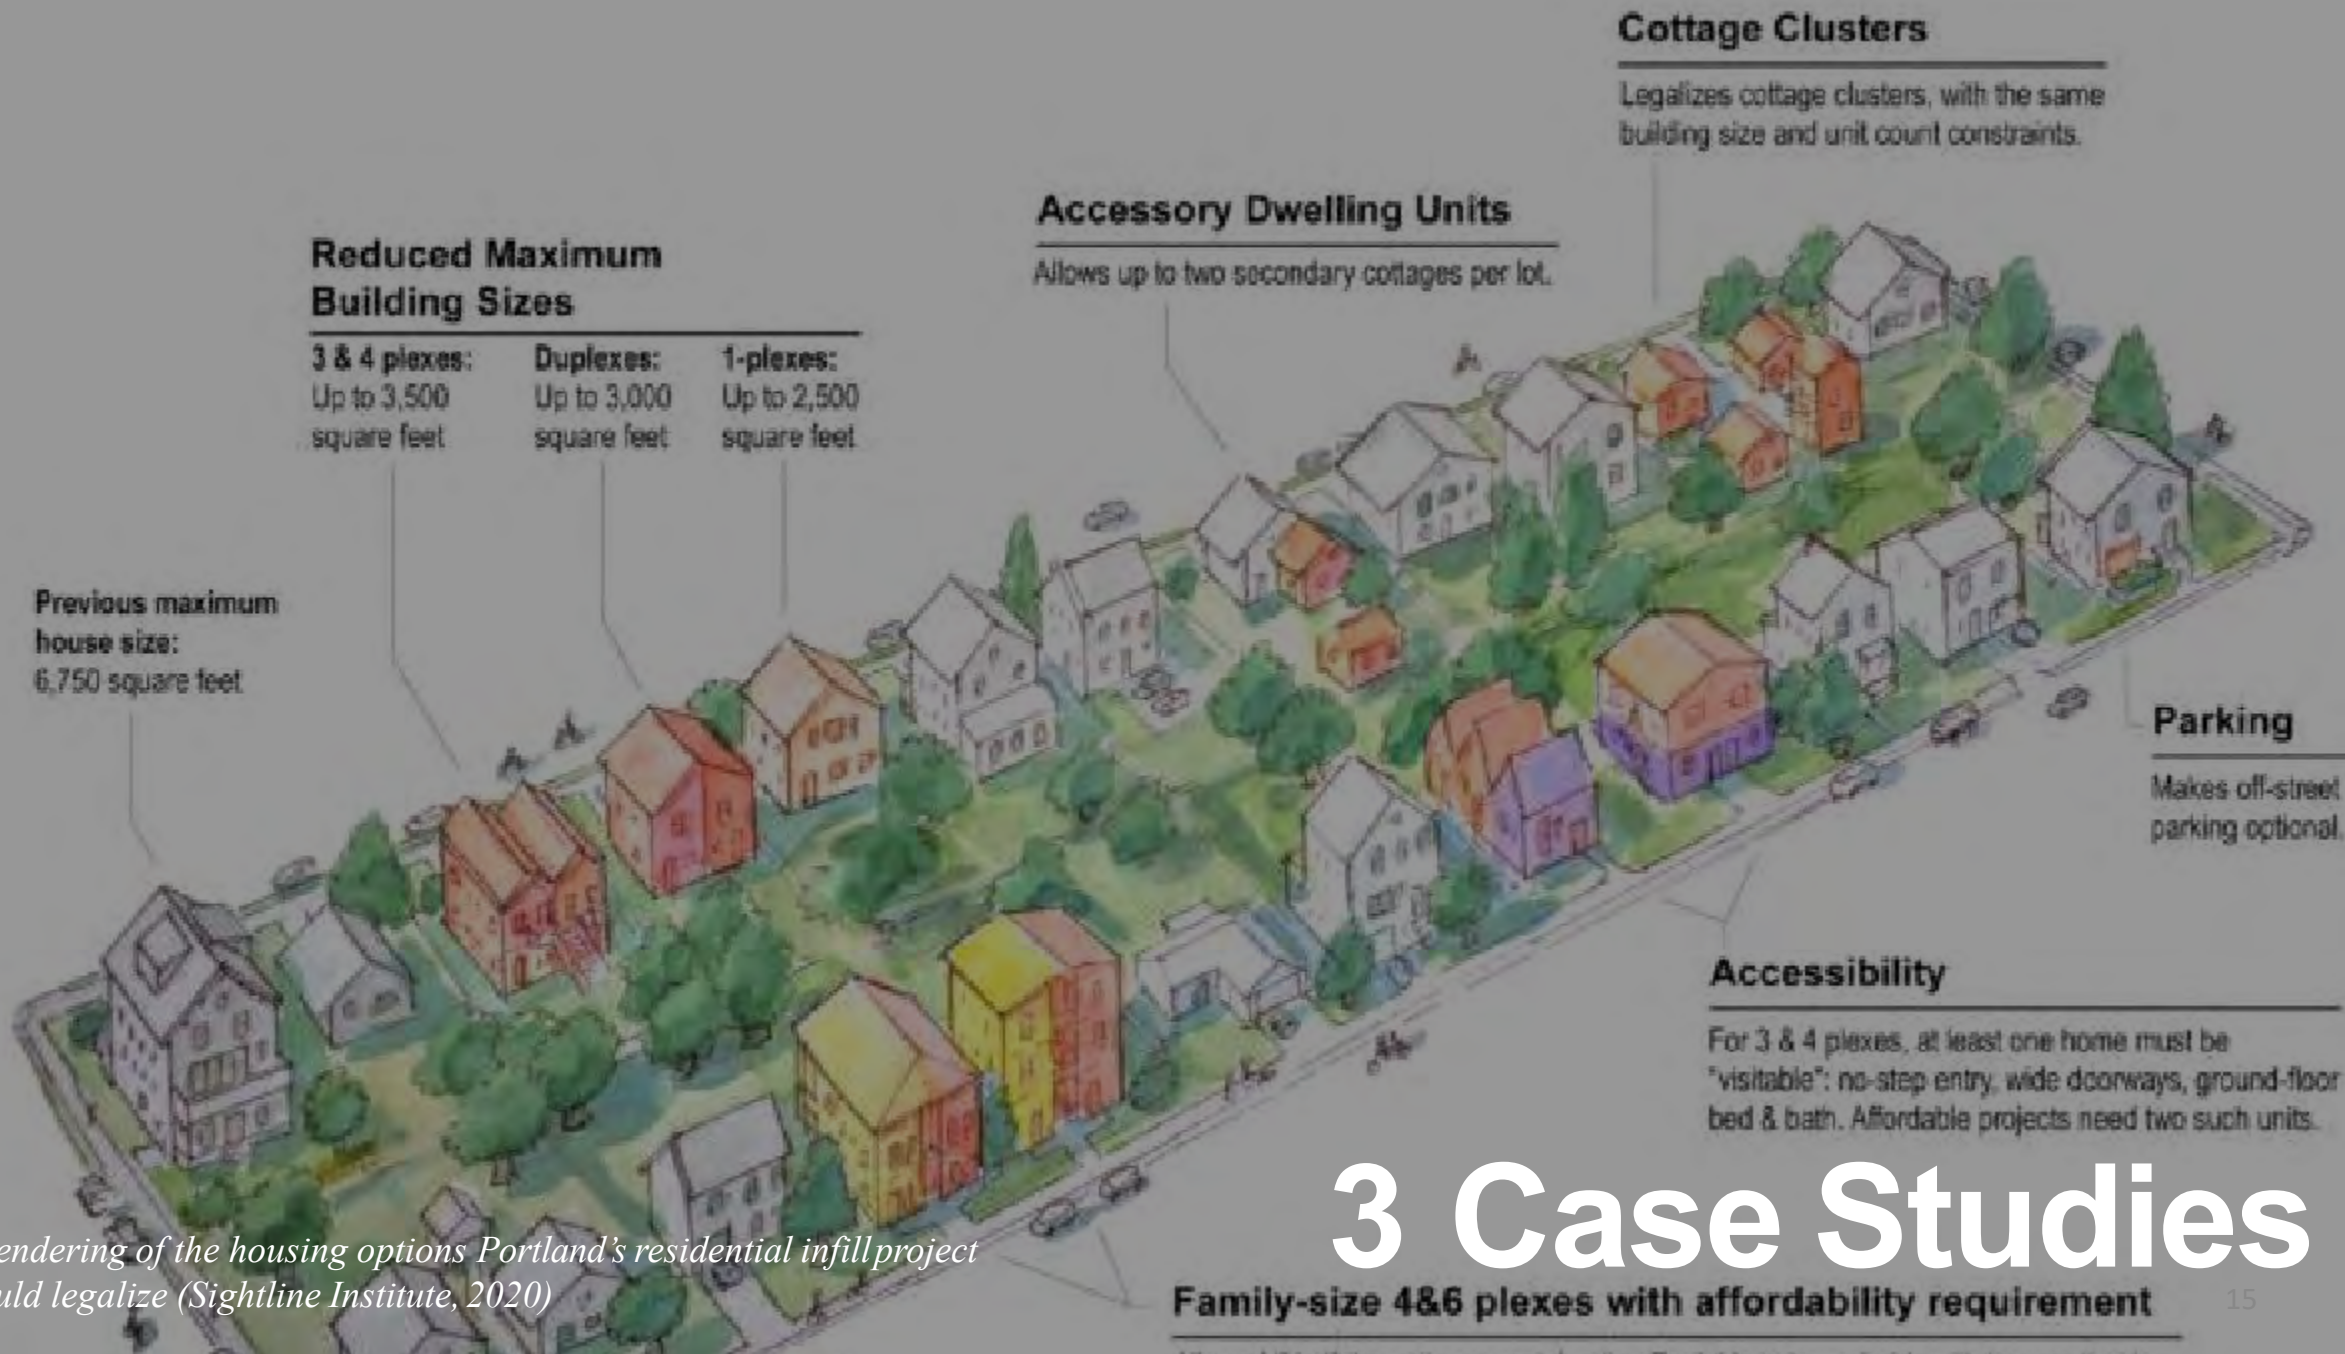 Cottage Clusters
Legalizes cottage clusters, with the same
building size and unit count constraints.
Accessory Dwelling Units
Allows up to two secondary cottages per lot.
Reduced Maximum
Building Sizes
3 & 4 plexes:
Up to 3,500
square feet
Duplexes:
Up to 3,000
square feet
1-plexes:
Up to 2,500
square feet
Previous maximum
house size:
6,750 square feet
Parking
Makes off-street
parking optional.
Accessibility
For 3 & 4 plexes, at least one home must be
"visitable": no-step entry, wide doorways, ground-floor
bed & bath. Affordable projects need two such units.
3 Case Studies
endering of the housing options Portland's residential infill project
uld legalize (Sightline Institute, 2020)
Family-size 4&6 plexes with affordability requirement
15